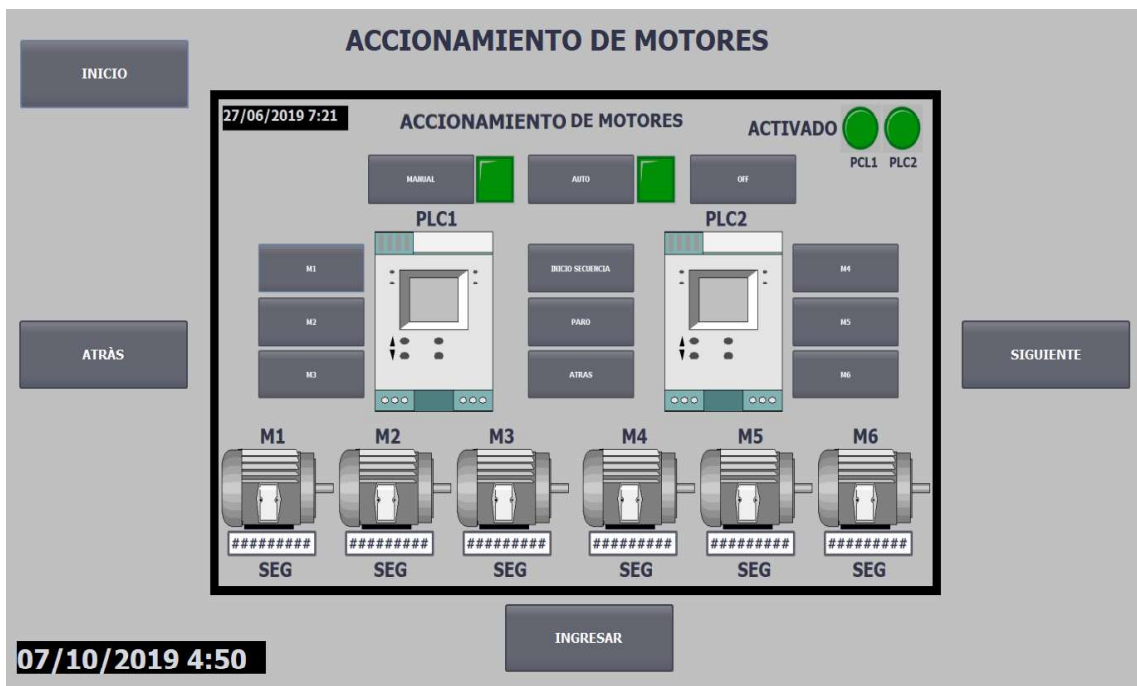 ACCIONAMIENTO DE MOTORES
INICIO
27/06/2019 7:21
ACCIONAMIENTO DE MOTORES
ACTIVADO
PCL1 PLC2
MANUAL
AUTO
OFF
PLC1
PLC2
M1
INICIO SECUENCIA
M4
M2
PARO
M5
M3
ATRAS
M6
ATRÀS
SIGUIENTE
M1 M2 M3 M4 M5 M6
######### ######### ######### ######### ######### #########
SEG SEG SEG SEG SEG SEG
INGRESAR
07/10/2019 4:50